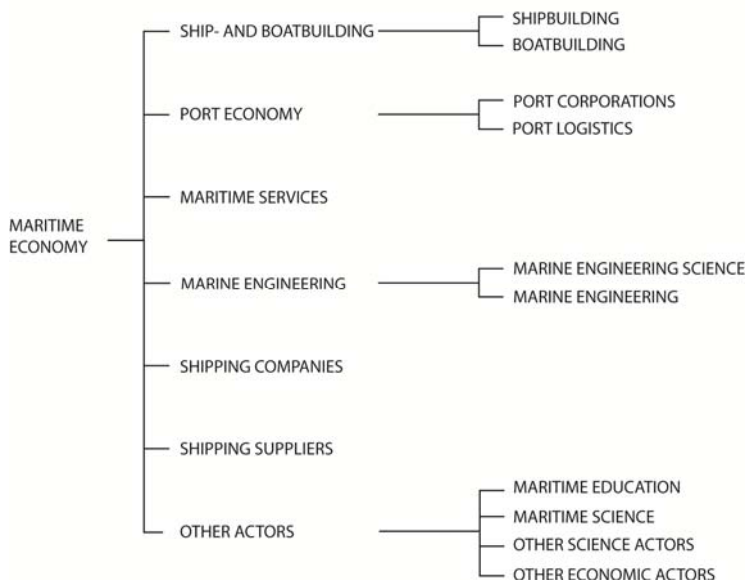 SHIP- AND BOATBUILDING
SHIPBUILDING
BOATBUILDING
PORT ECONOMY
PORT CORPORATIONS
PORT LOGISTICS
MARITIME SERVICES
MARITIME
ECONOMY
MARINE ENGINEERING
MARINE ENGINEERING SCIENCE
MARINE ENGINEERING
SHIPPING COMPANIES
SHIPPING SUPPLIERS
OTHER ACTORS
MARITIME EDUCATION
MARITIME SCIENCE
OTHER SCIENCE ACTORS
OTHER ECONOMIC ACTORS